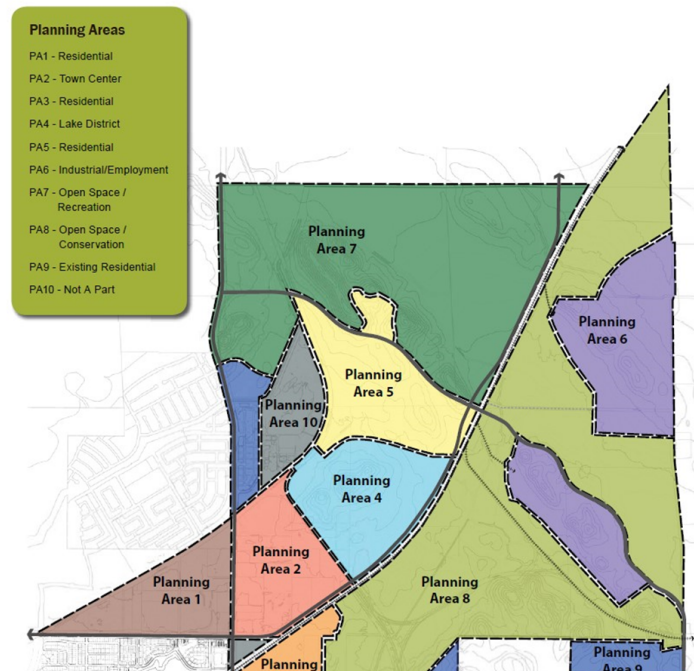 Planning Areas
PA1 - Residential
PA2 - Town Center
PA3 - Residential
PA4 - Lake District
PA5 - Residential
PA6 - Industrial/Employment
PA7 - Open Space /
Recreation
PA8 - Open Space /
Conservation
PA9 - Existing Residential
PA10 - Not A Part
Planning
Area 7
Planning
Area 6
Planning
Area 5
Planning
Area 10
Planning
Area 4
Planning
Area 2
Planning
Area 1
Planning
Area 8
Planning
Area 9
Planning